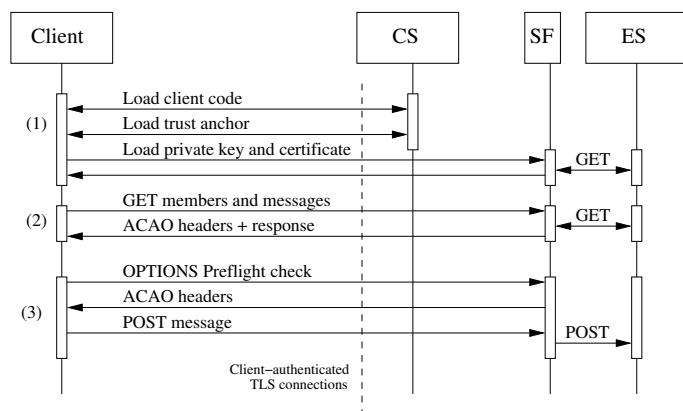 Client
CS
SF
ES
Load client code
(1)
Load trust anchor
Load private key and certificate
GET
GET members and messages
(2)
GET
ACAO headers + response
OPTIONS Preflight check
ACAO headers
(3)
POST message
POST
Client−authenticated
TLS connections